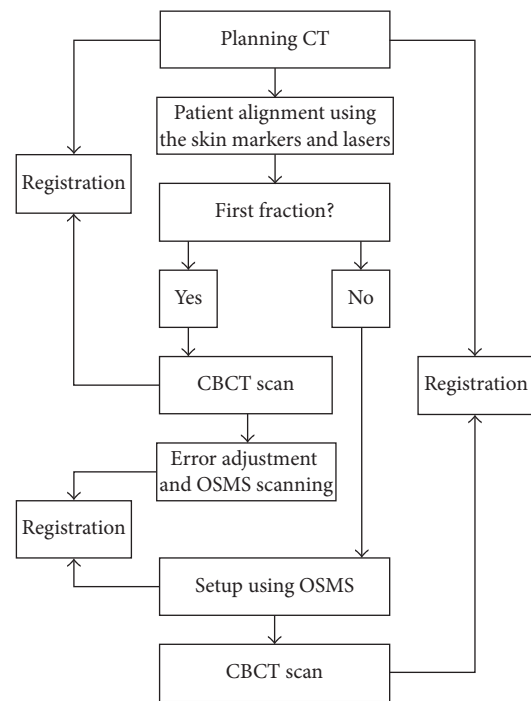 Planning CT
Patient alignment using
the skin markers and lasers
Registration
First fraction?
Yes
No
CBCT scan
Registration
Error adjustment
and OSMS scanning
Registration
Setup using OSMS
CBCT scan